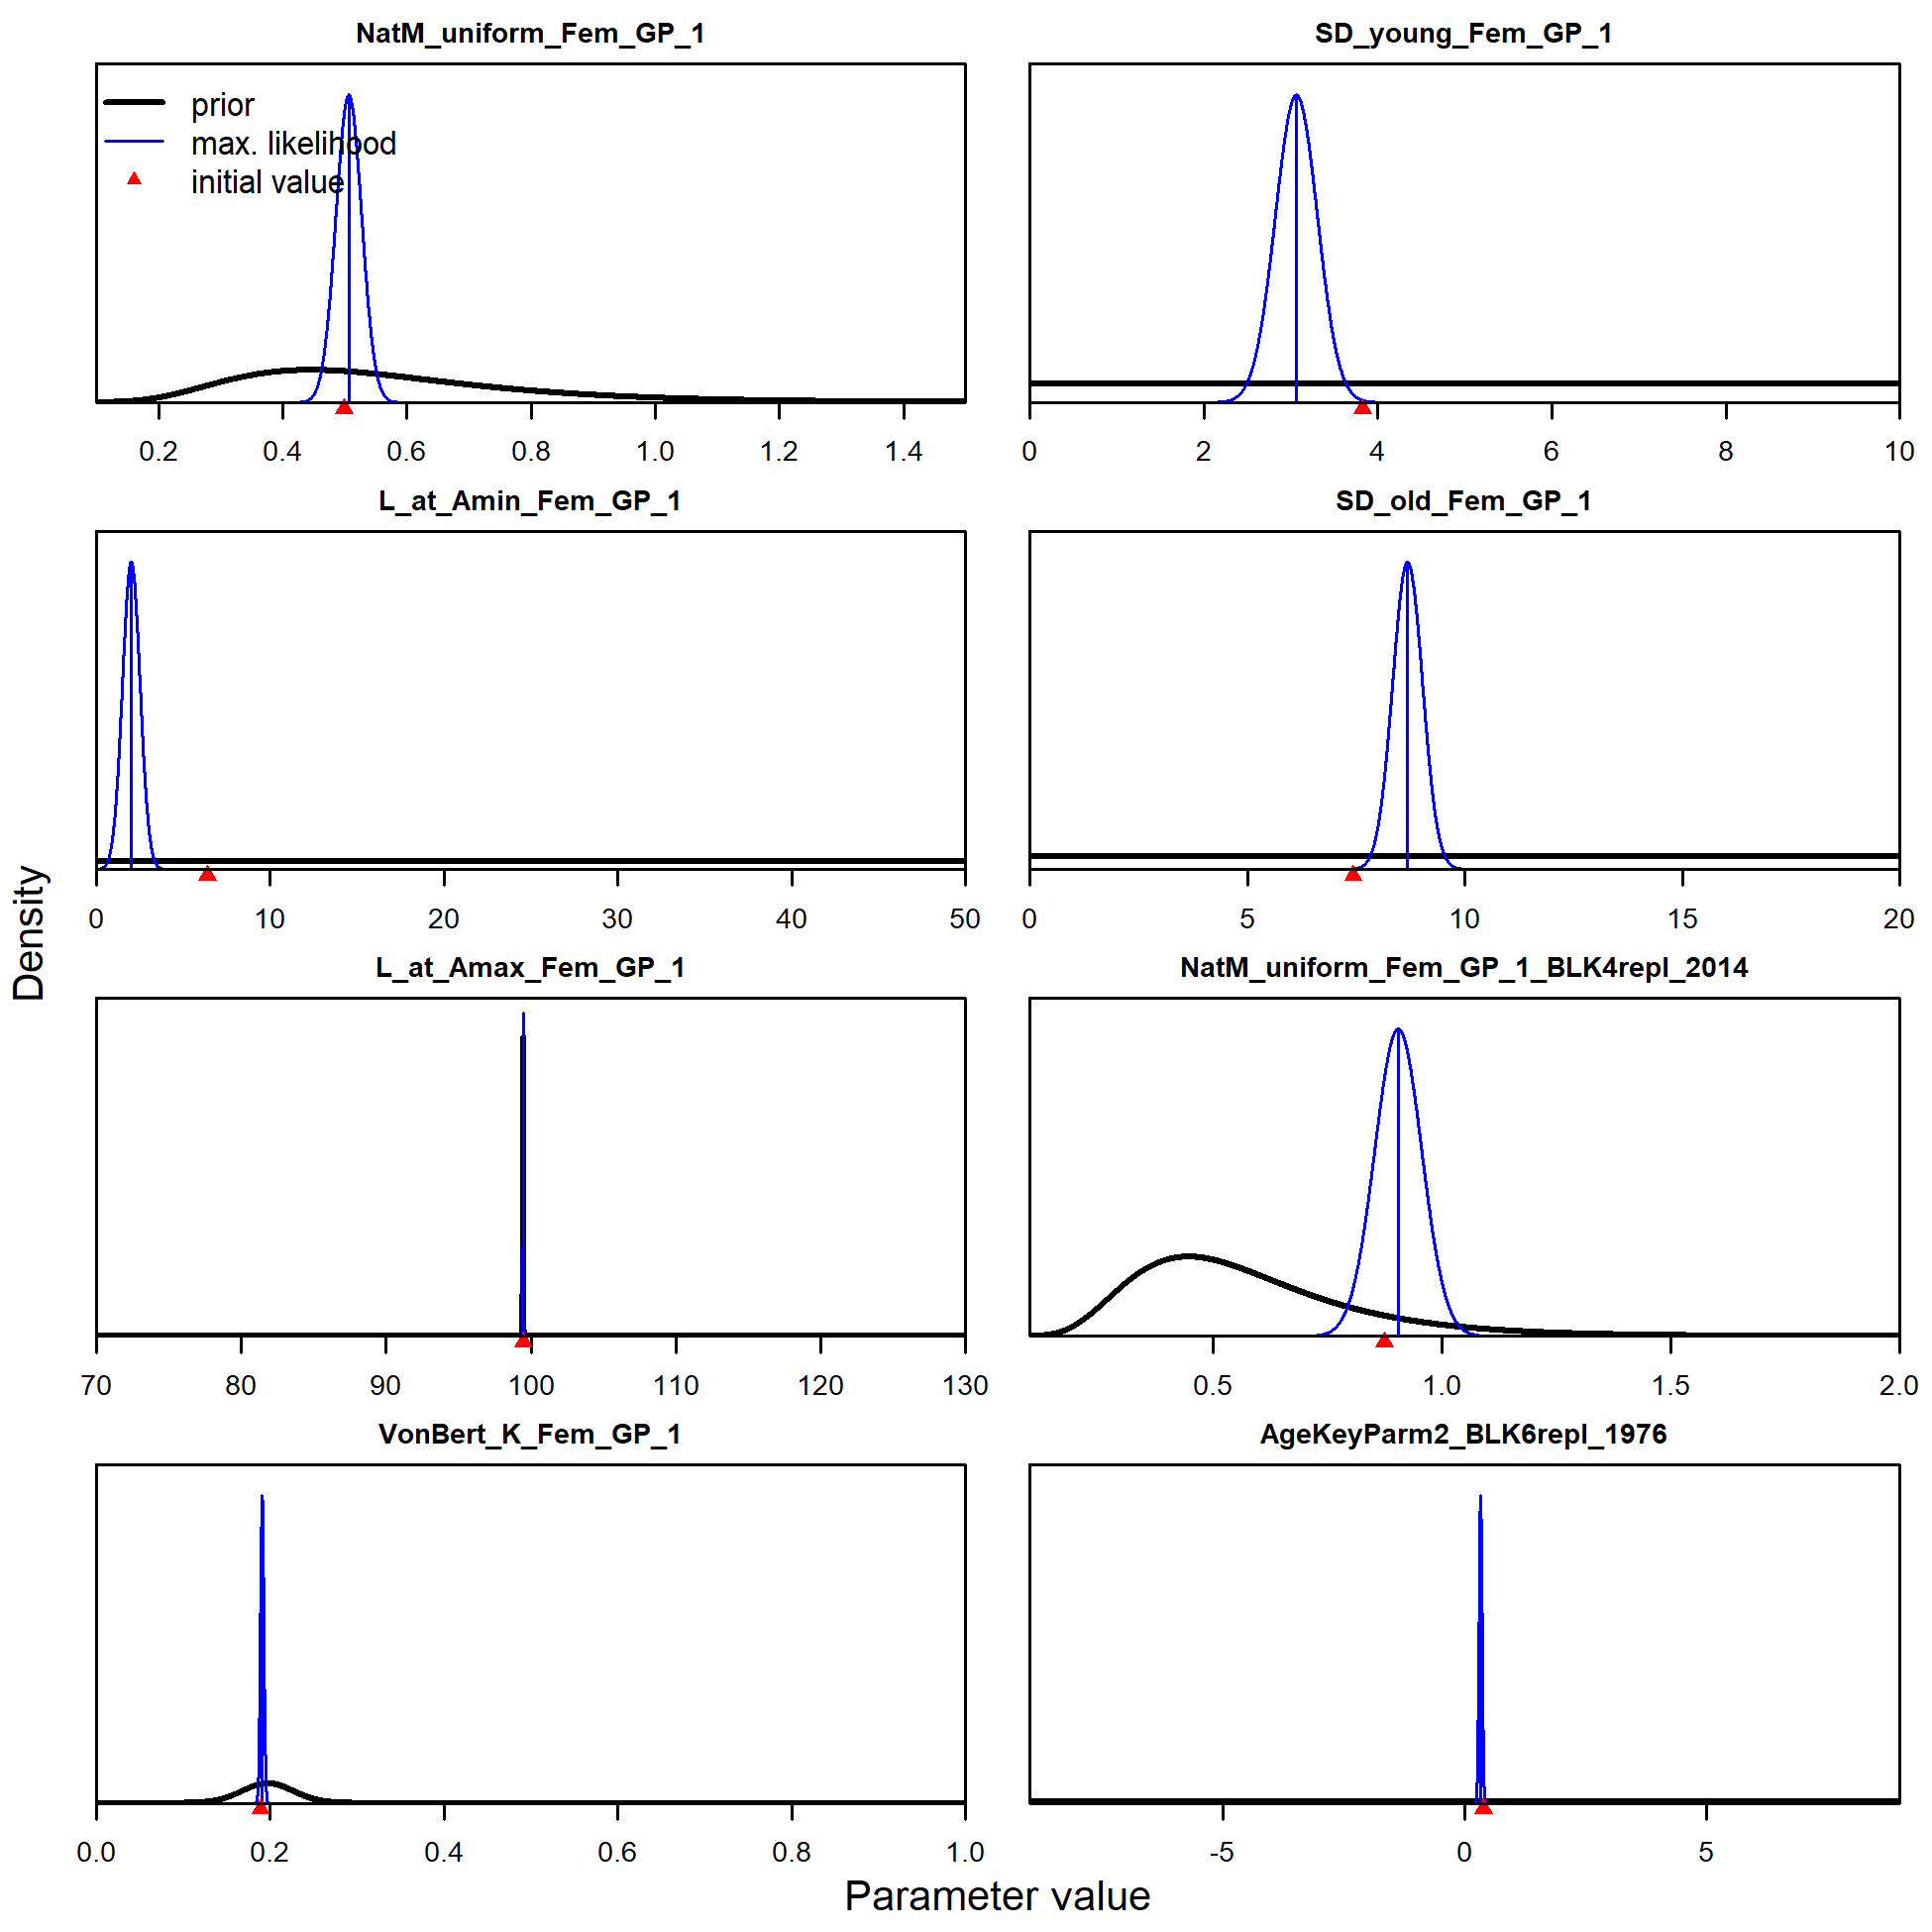 NatM_uniform_Fem_GP_1
prior
max. likelihood
initial value
0.2 0.4 0.6 0.8 1.0 1.2 1.4
SD_young_Fem_GP_1
0 2 4 6 8 10
L_at_Amin_Fem_GP_1
0 10 20 30 40 50
SD_old_Fem_GP_1
0 5 10 15 20
L_at_Amax_Fem_GP_1
70 80 90 100 110 120 130
NatM_uniform_Fem_GP_1_BLK4repl_2014
0.5 1.0 1.5 2.0
VonBert_K_Fem_GP_1
0.0 0.2 0.4 0.6 0.8 1.0
AgeKeyParm2_BLK6repl_1976
-5 0 5
Density
Parameter value